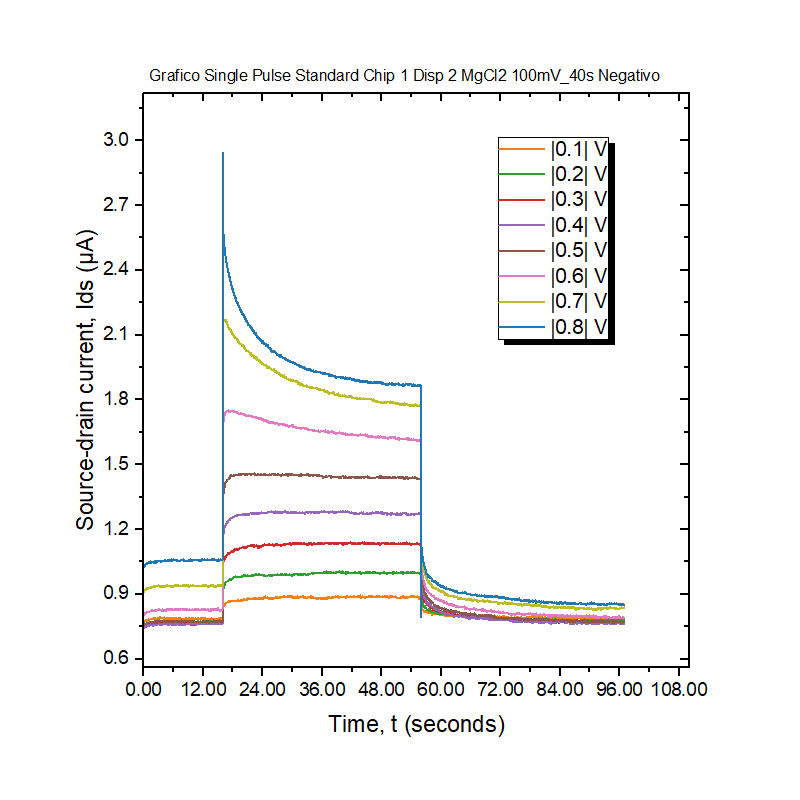 Grafico Single Pulse Standard Chip 1 Disp 2 MgCl2 100mV_40s Negativo
3.0
2.7
2.4
2.1
1.8
1.5
1.2
0.9
0.6
Source-drain current, Ids (µA)
|0.1| V
|0.2| V
|0.3| V
|0.4| V
|0.5| V
|0.6| V
|0.7| V
|0.8| V
0.00 12.00 24.00 36.00 48.00 60.00 72.00 84.00 96.00 108.00
Time, t (seconds)